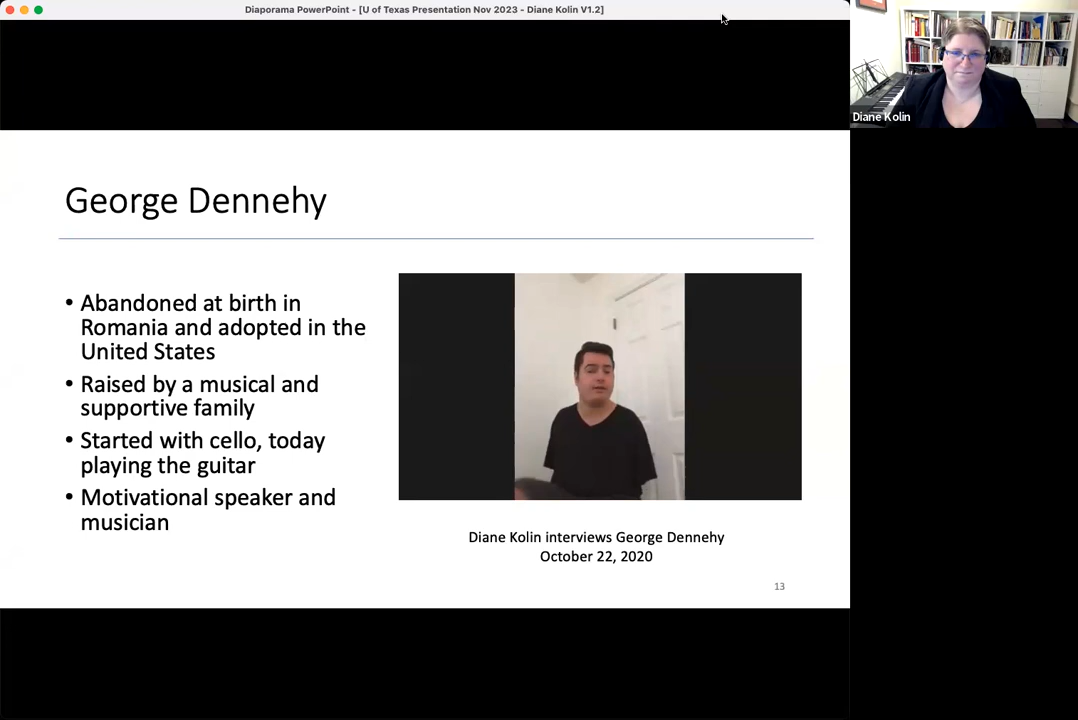 Diaporama PowerPoint - [U of Texas Presentation Nov 2023 - Diane Kolin V1.2]
Diane Kolin
George Dennehy
• Abandoned at birth in
Romania and adopted in the
United States
• Raised by a musical and
supportive family
• Started with cello, today
playing the guitar
• Motivational speaker and
musician
Diane Kolin interviews George Dennehy
October 22, 2020
13